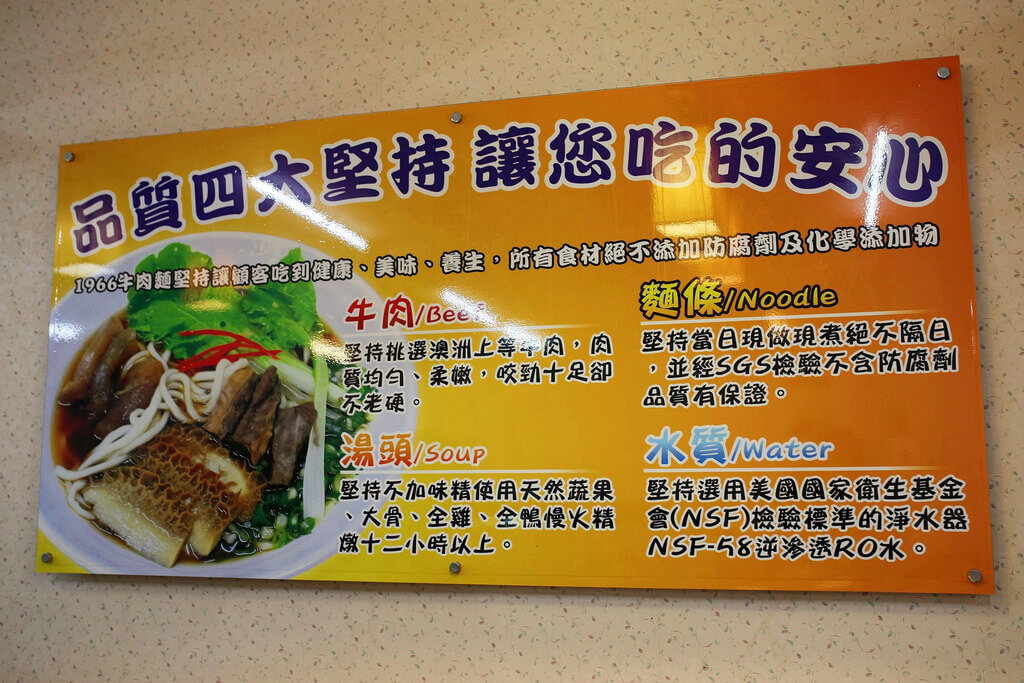 品質四大堅持 讓您吃的安心
1966牛肉麵堅持讓顧客吃到健康、美味、養生，所有食材絕不添加防腐劑及化學添加物
牛肉/Beef
堅持挑選澳洲上等牛肉，肉
質均勻、柔嫩，咬勁十足卻
不老硬。
湯頭/Soup
堅持不加味精使用天然蔬果
、大骨、全雞、全鴨慢火精
燉十二小時以上。
麵條/Noodle
堅持當日現做現煮絕不隔日
，並經SGS檢驗不含防腐劑
品質有保證。
水質/Water
堅持選用美國國家衛生基金
會(NSF)檢驗標準的淨水器
NSF-58逆滲透RO水。